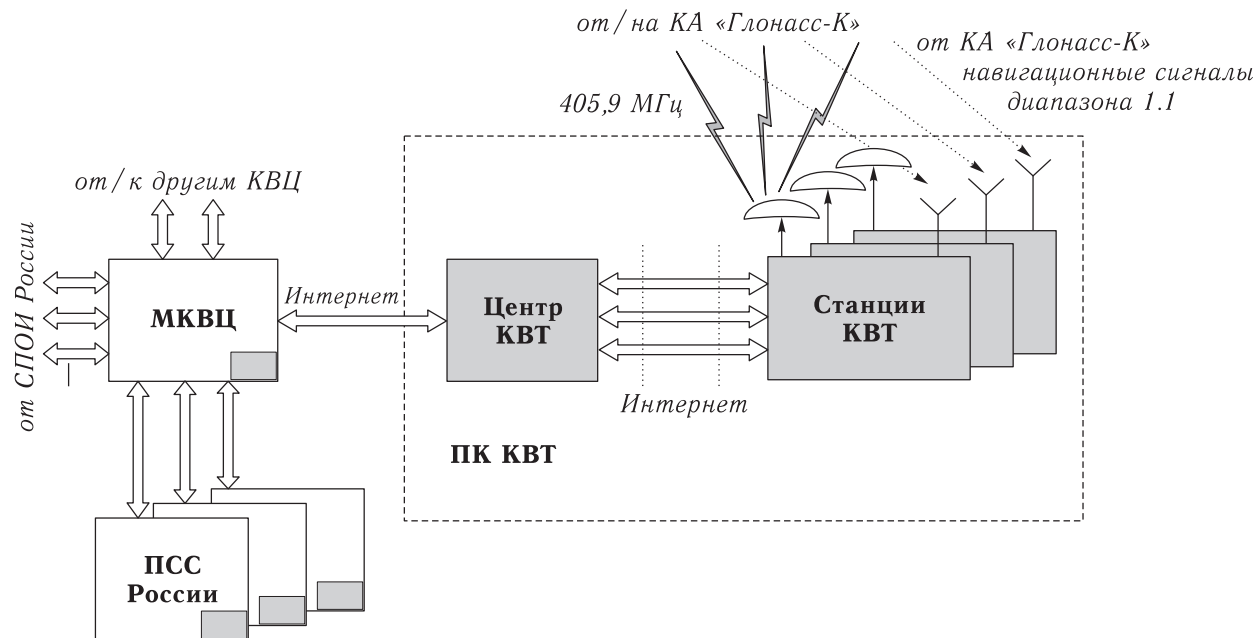 от/на КА «Глонасс-К»
от КА «Глонасс-К»
навигационные сигналы
диапазона 1.1
405,9 МГц
от/к другим КВЦ
от СПОИ России
МКВЦ
Интернет
Центр
КВТ
Станции
КВТ
Интернет
ПК КВТ
ПСС
России